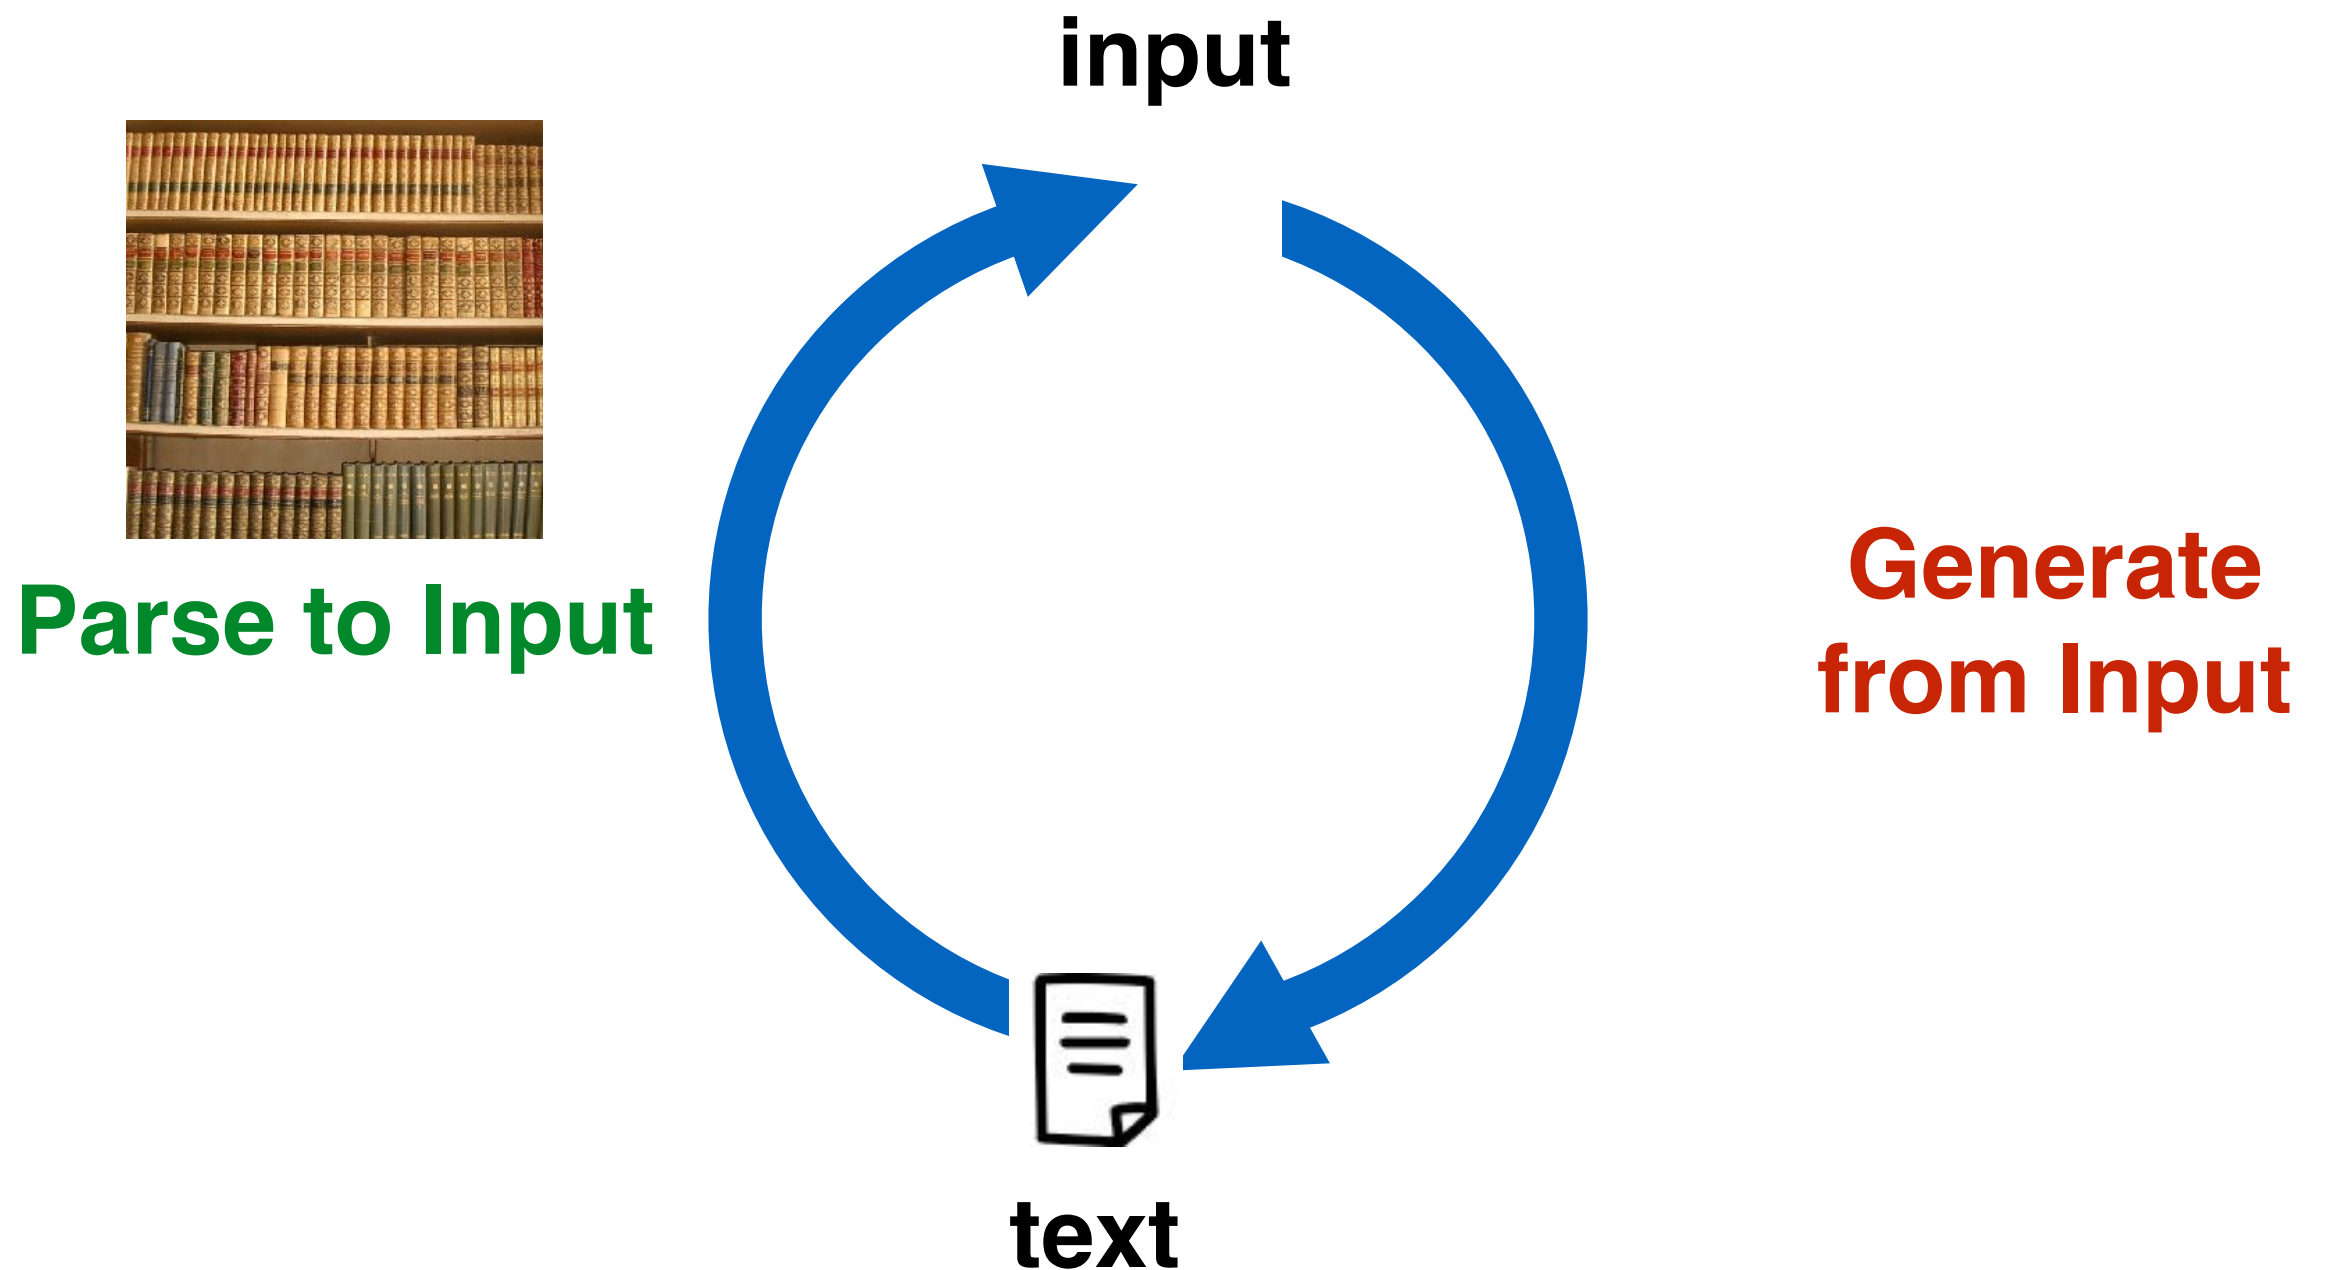 input
Parse to Input
Generate
from Input
text